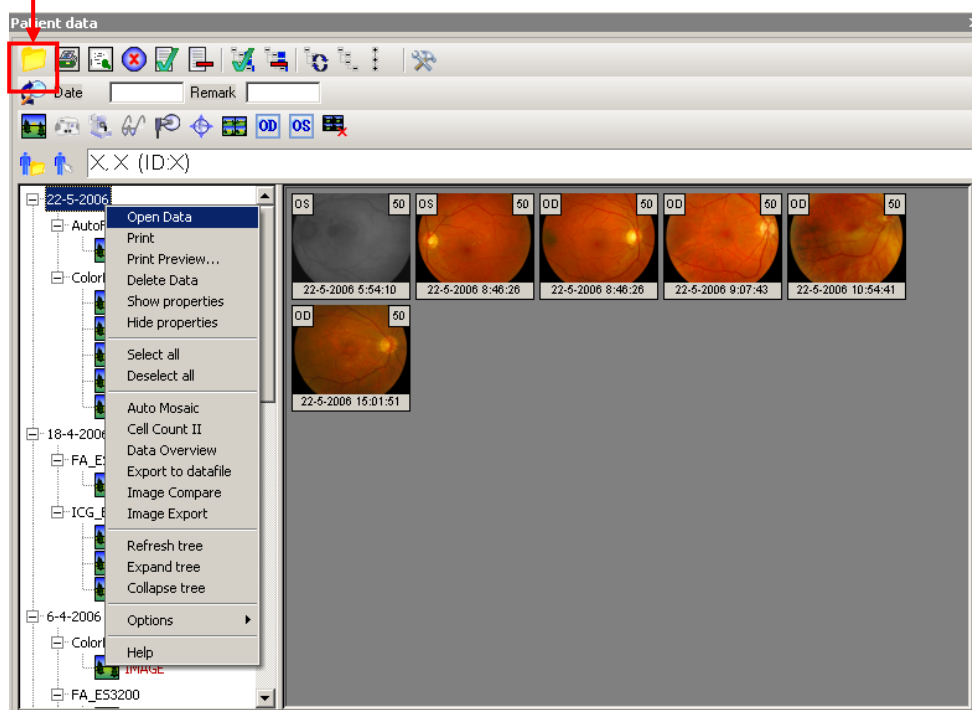 Patient data
Date Remark
OD OS
X, X (ID:X)
22-5-2006
AutoF
Color
18-4-2006
FA_ES
ICG_E
6-4-2006
Color
IMAGE
FA_ES3200
Open Data
Print
Print Preview...
Delete Data
Show properties
Hide properties
Select all
Deselect all
Auto Mosaic
Cell Count II
Data Overview
Export to datafile
Image Compare
Image Export
Refresh tree
Expand tree
Collapse tree
Options
Help
OS 50 OS 50 OD 50 OD 50 OD 50
22-5-2006 5:54:10 22-5-2006 8:46:26 22-5-2006 8:46:26 22-5-2006 9:07:43 22-5-2006 10:54:41
OD 50
22-5-2006 15:01:51